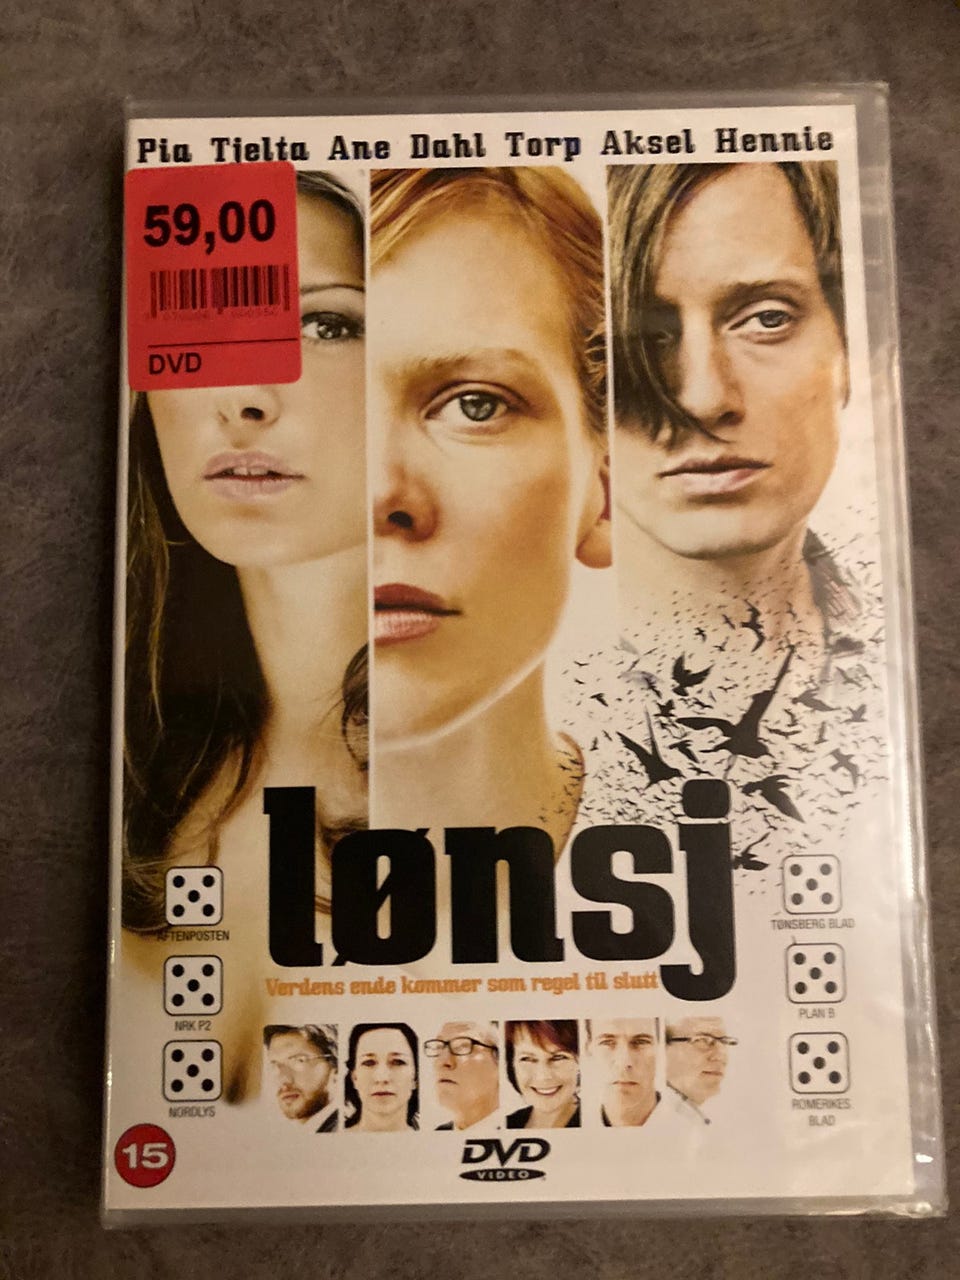 Pia Tjelta Ane Dahl Torp Aksel Hennie
59,00
DVD
lønsj
Verdens ende kommer som regel til slutt
AFTENPOSTEN
NRK P2
NORDLYS
TØNSBERG BLAD
PLAN B
ROMERIKES
BLAD
15
DVD
VIDEO